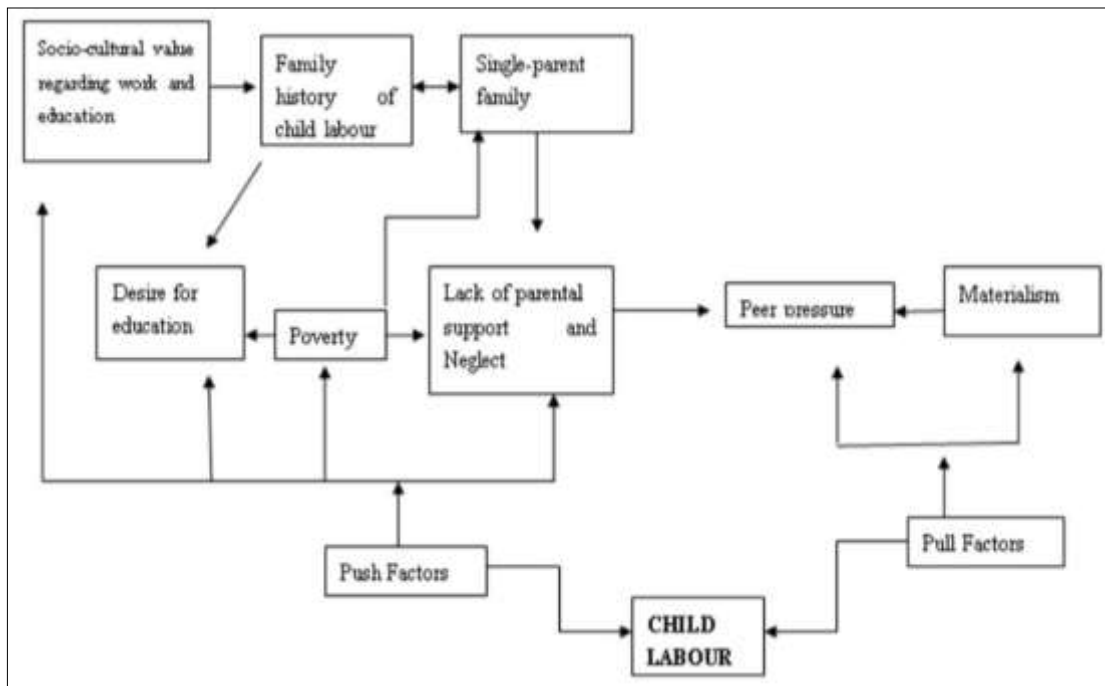 Socio-cultural value
regarding work and
education
Family
history of
child labour
Single-parent
family
Desire for
education
Poverty
Lack of parental
support and
Neglect
Peer pressure
Materialism
Push Factors
Pull Factors
CHILD
LABOUR